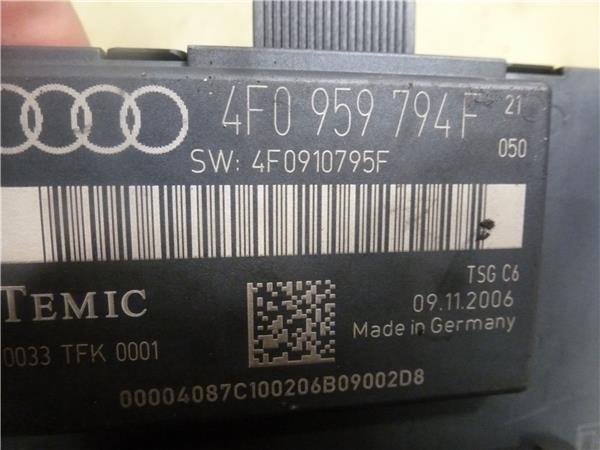 4F0 959 794F 21
050
SW: 4F0910795F
TSG C6
TEMIC
09.11.2006
Made in Germany
0033 TFK 0001
00004087C100206B09002D8